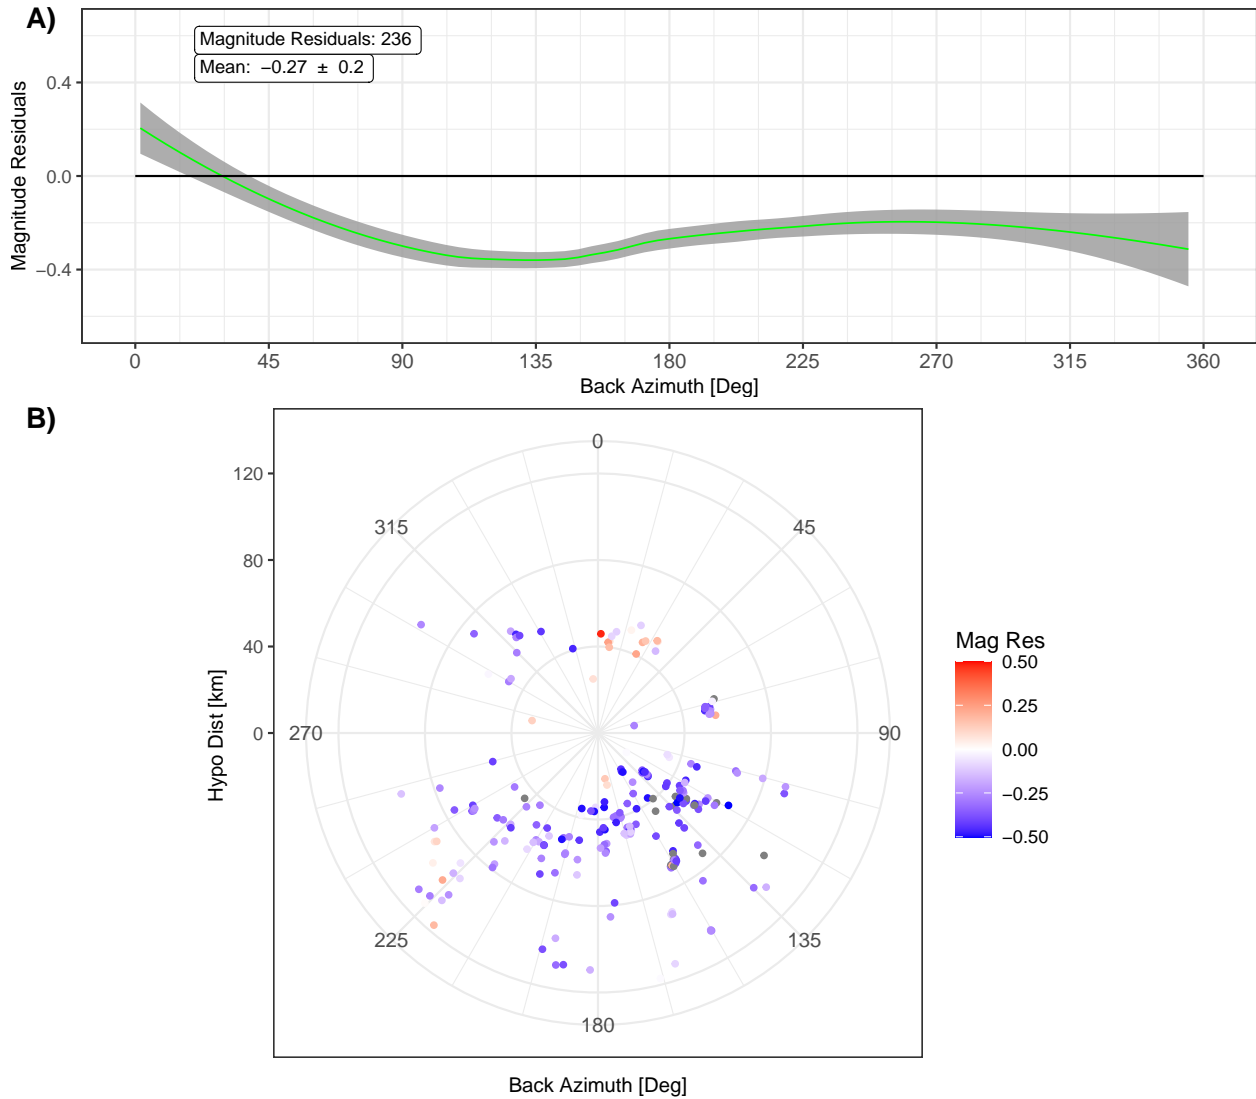 A)
Magnitude Residuals: 236
Mean: −0.27 ± 0.2
Magnitude Residuals
0.4
0.0
−0.4
0 45 90 135 180 225 270 315 360
Back Azimuth [Deg]
B)
Hypo Dist [km]
120
80
40
0
0
45
90
135
180
225
270
315
Back Azimuth [Deg]
Mag Res
0.50
0.25
0.00
−0.25
−0.50